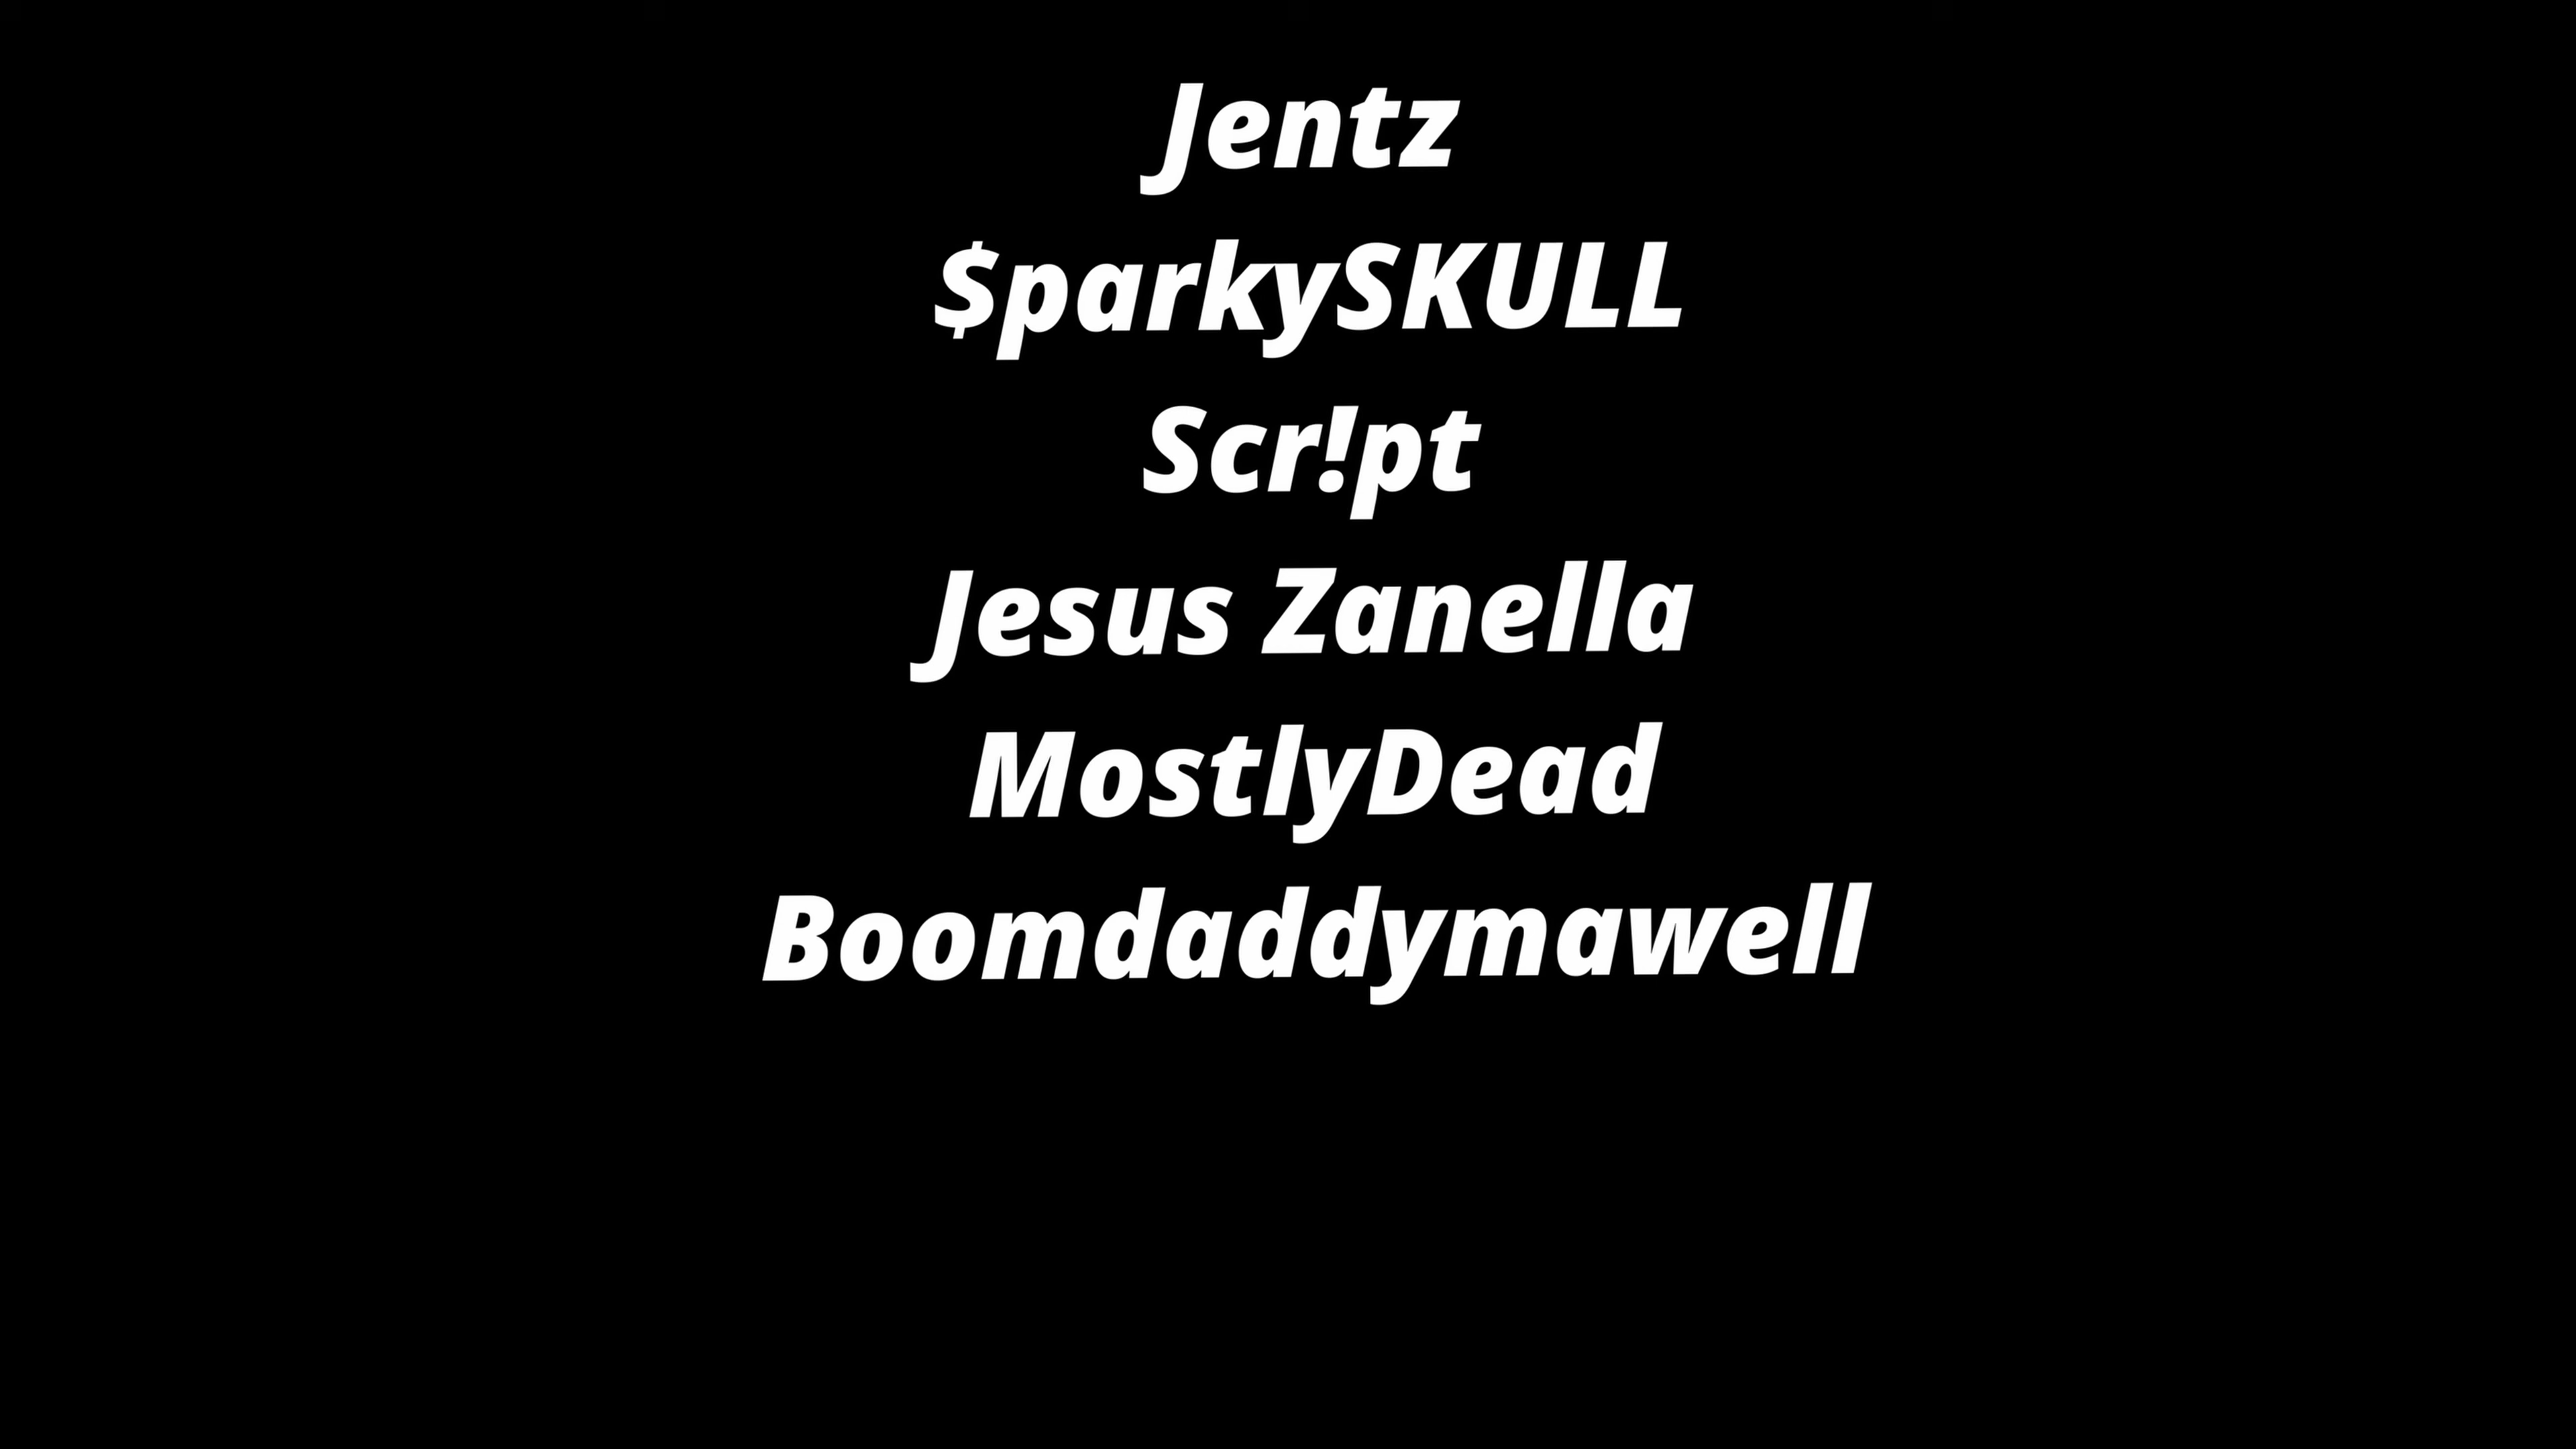 Jentz
$parkySKULL
Scr!pt
Jesus Zanella
MostlyDead
Boomdaddymawell